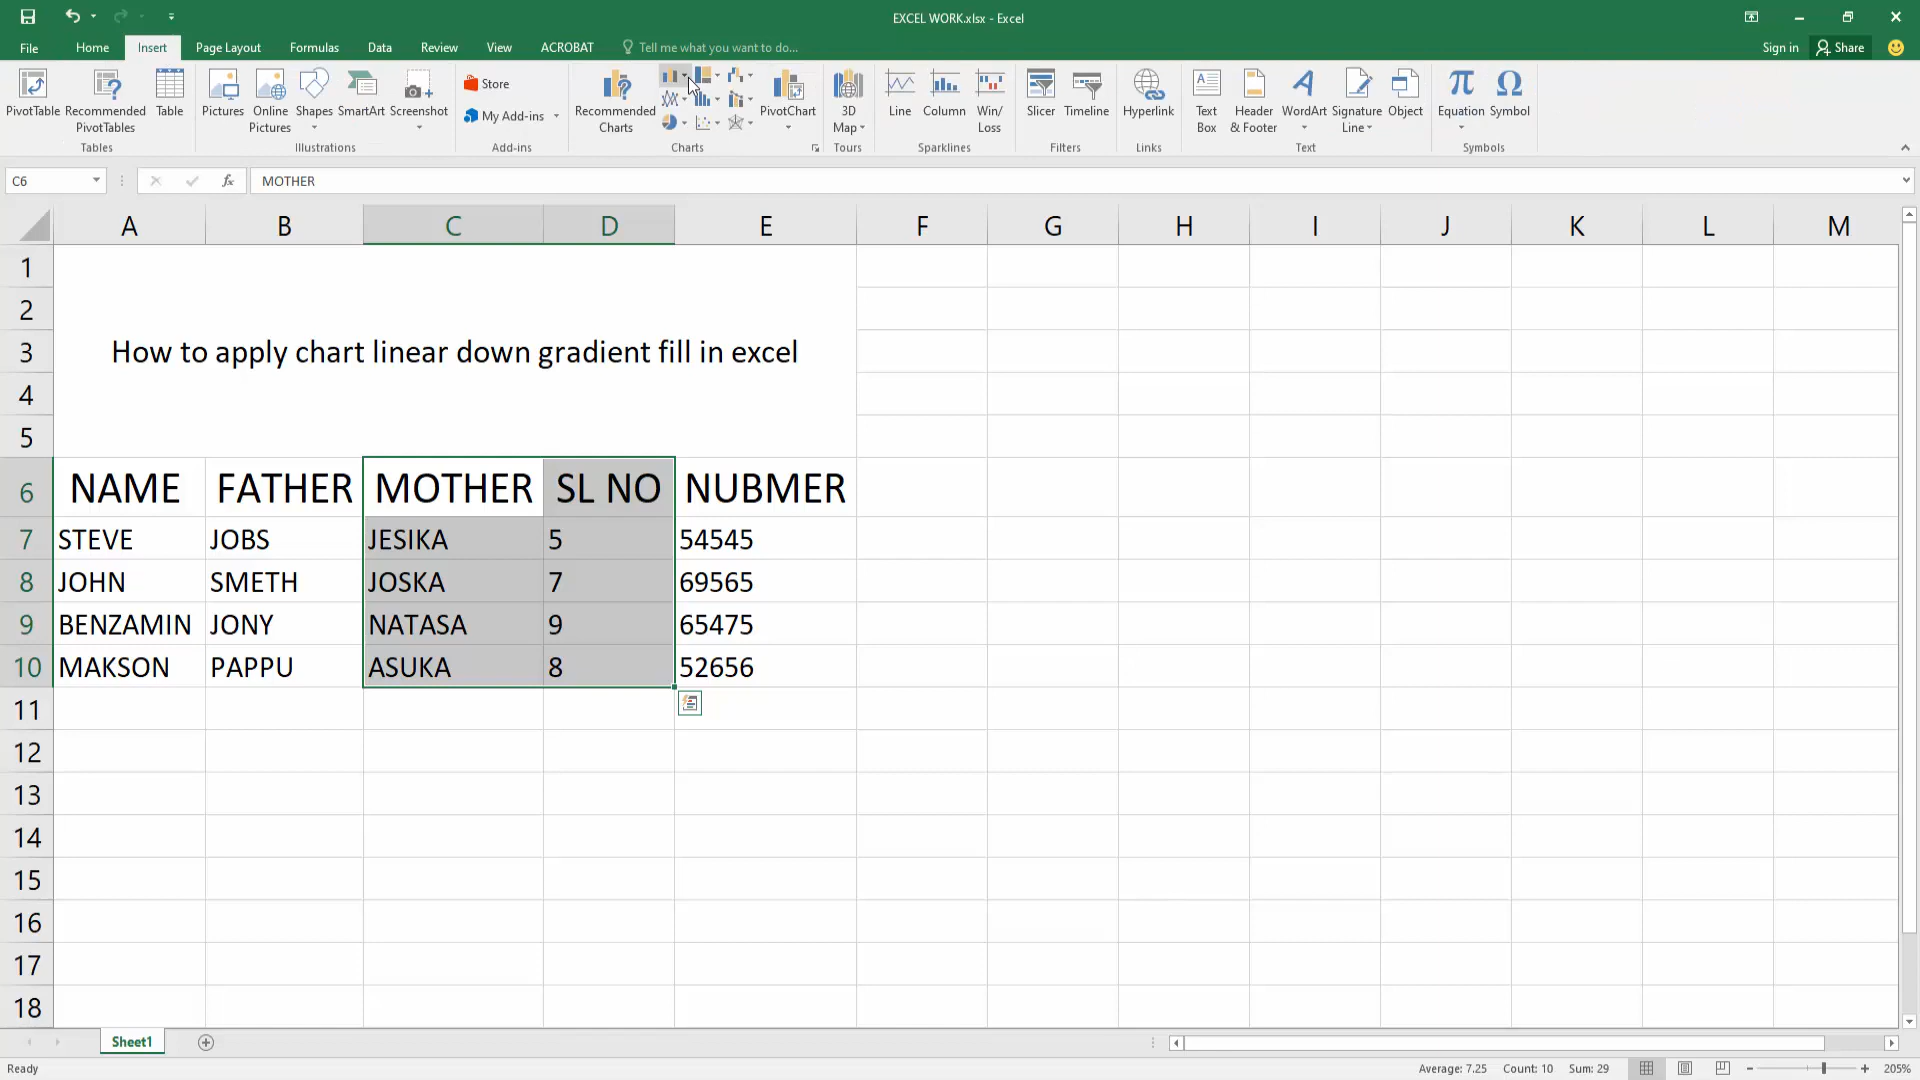 EXCEL WORK.xlsx - Excel
File Home Insert Page Layout Formulas Data Review View ACROBAT Tell me what you want to do... Sign in Share
PivotTable Recommended PivotTables Table Pictures Online Pictures Shapes SmartArt Screenshot Store My Add-ins Recommended Charts PivotChart 3D Map Line Column Win/Loss Slicer Timeline Hyperlink Text Box Header & Footer WordArt Signature Line Object Equation Symbol
Tables Illustrations Add-ins Charts Tours Sparklines Filters Links Text Symbols
C6 fx MOTHER
A B C D E F G H I J K L M
1
2
3 How to apply chart linear down gradient fill in excel
4
5
6 NAME FATHER MOTHER SL NO NUBMER
7 STEVE JOBS JESIKA 5 54545
8 JOHN SMETH JOSKA 7 69565
9 BENZAMIN JONY NATASA 9 65475
10 MAKSON PAPPU ASUKA 8 52656
11
12
13
14
15
16
17
18
Sheet1
Ready Average: 7.25 Count: 10 Sum: 29 205%